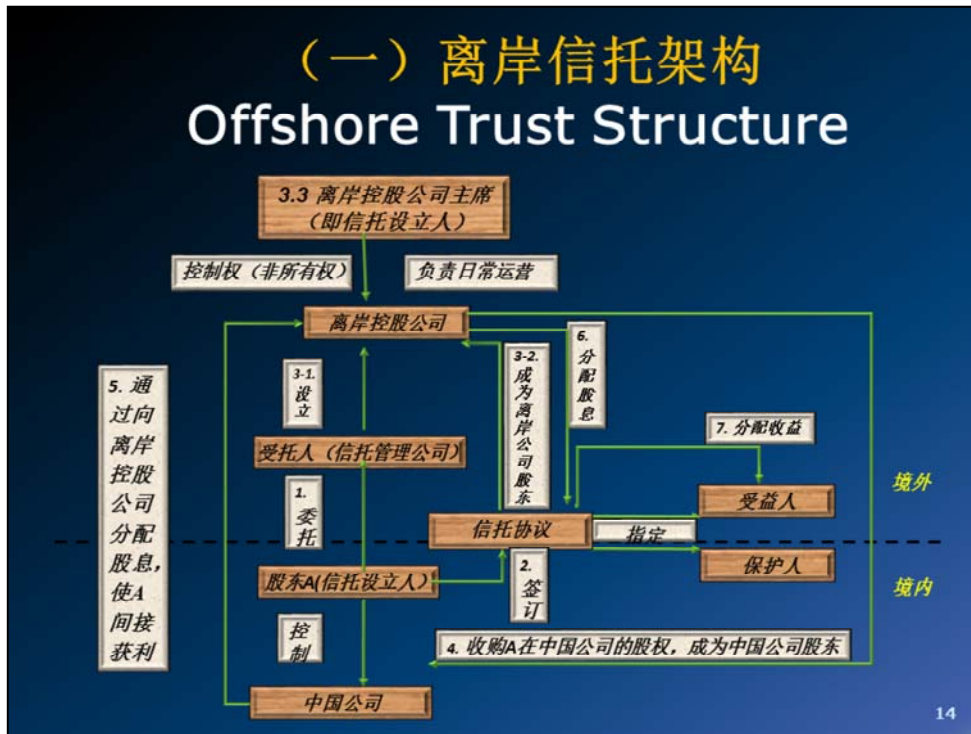 （一）离岸信托架构
Offshore Trust Structure
3.3 离岸控股公司主席
（即信托设立人）
控制权（非所有权）
负责日常运营
离岸控股公司
3-1.
设
立
3-2.
成
为
离
岸
公
司
股
东
6.
分
配
股
息
5. 通
过向
离岸
控股
公司
分配
股息，
使A
间接
获利
受托人（信托管理公司）
7. 分配收益
1.
委
托
受益人
境外
信托协议
指定
保护人
股东A(信托设立人）
2.
签
订
境内
控
制
4. 收购A在中国公司的股权，成为中国公司股东
中国公司
14